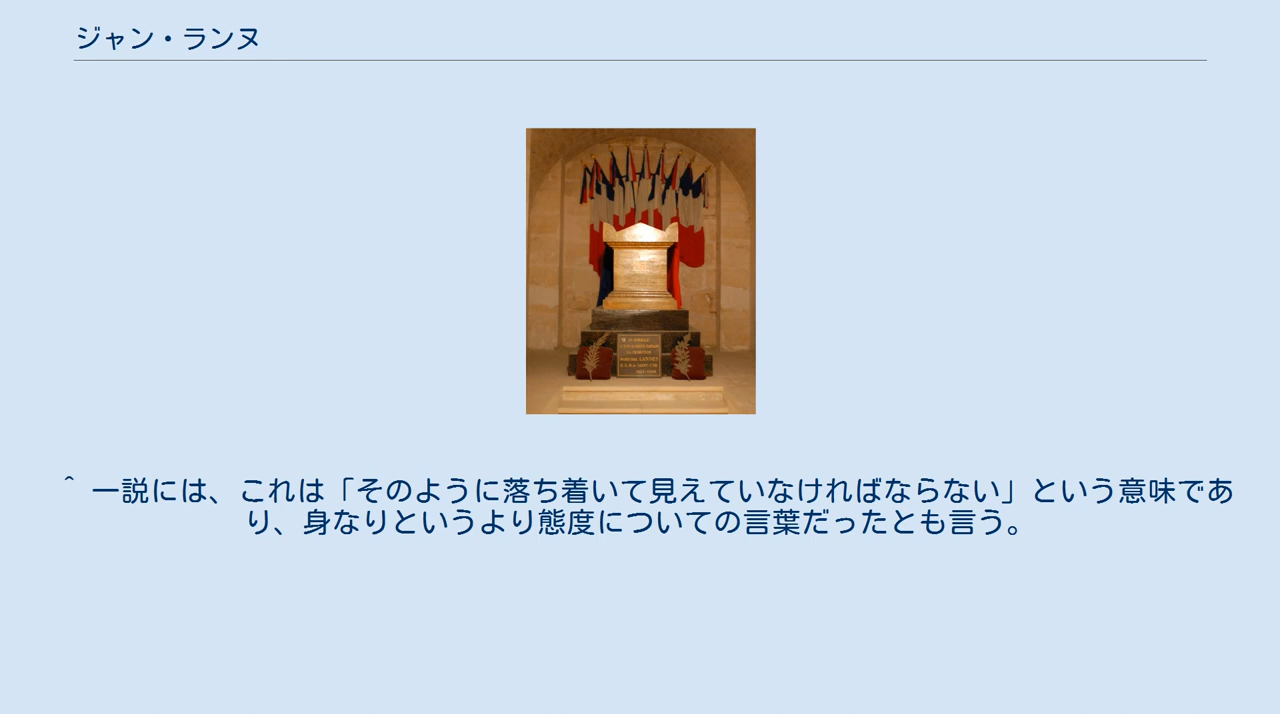 ジャン・ランヌ
MARECHAL LANNES
^ 一説には、これは「そのように落ち着いて見えていなければならない」という意味であ
り、身なりというより態度についての言葉だったとも言う。